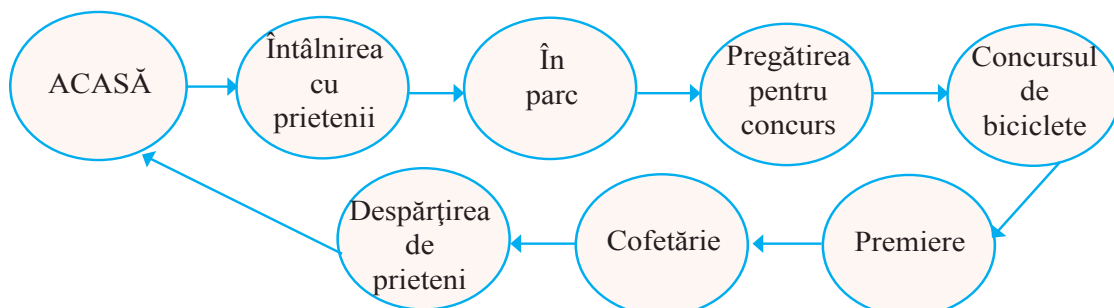 ACASĂ
Întâlnirea
cu
prietenii
În
parc
Pregătirea
pentru
concurs
Concursul
de
biciclete
Premiere
Cofetărie
Despărţirea
de
prieteni